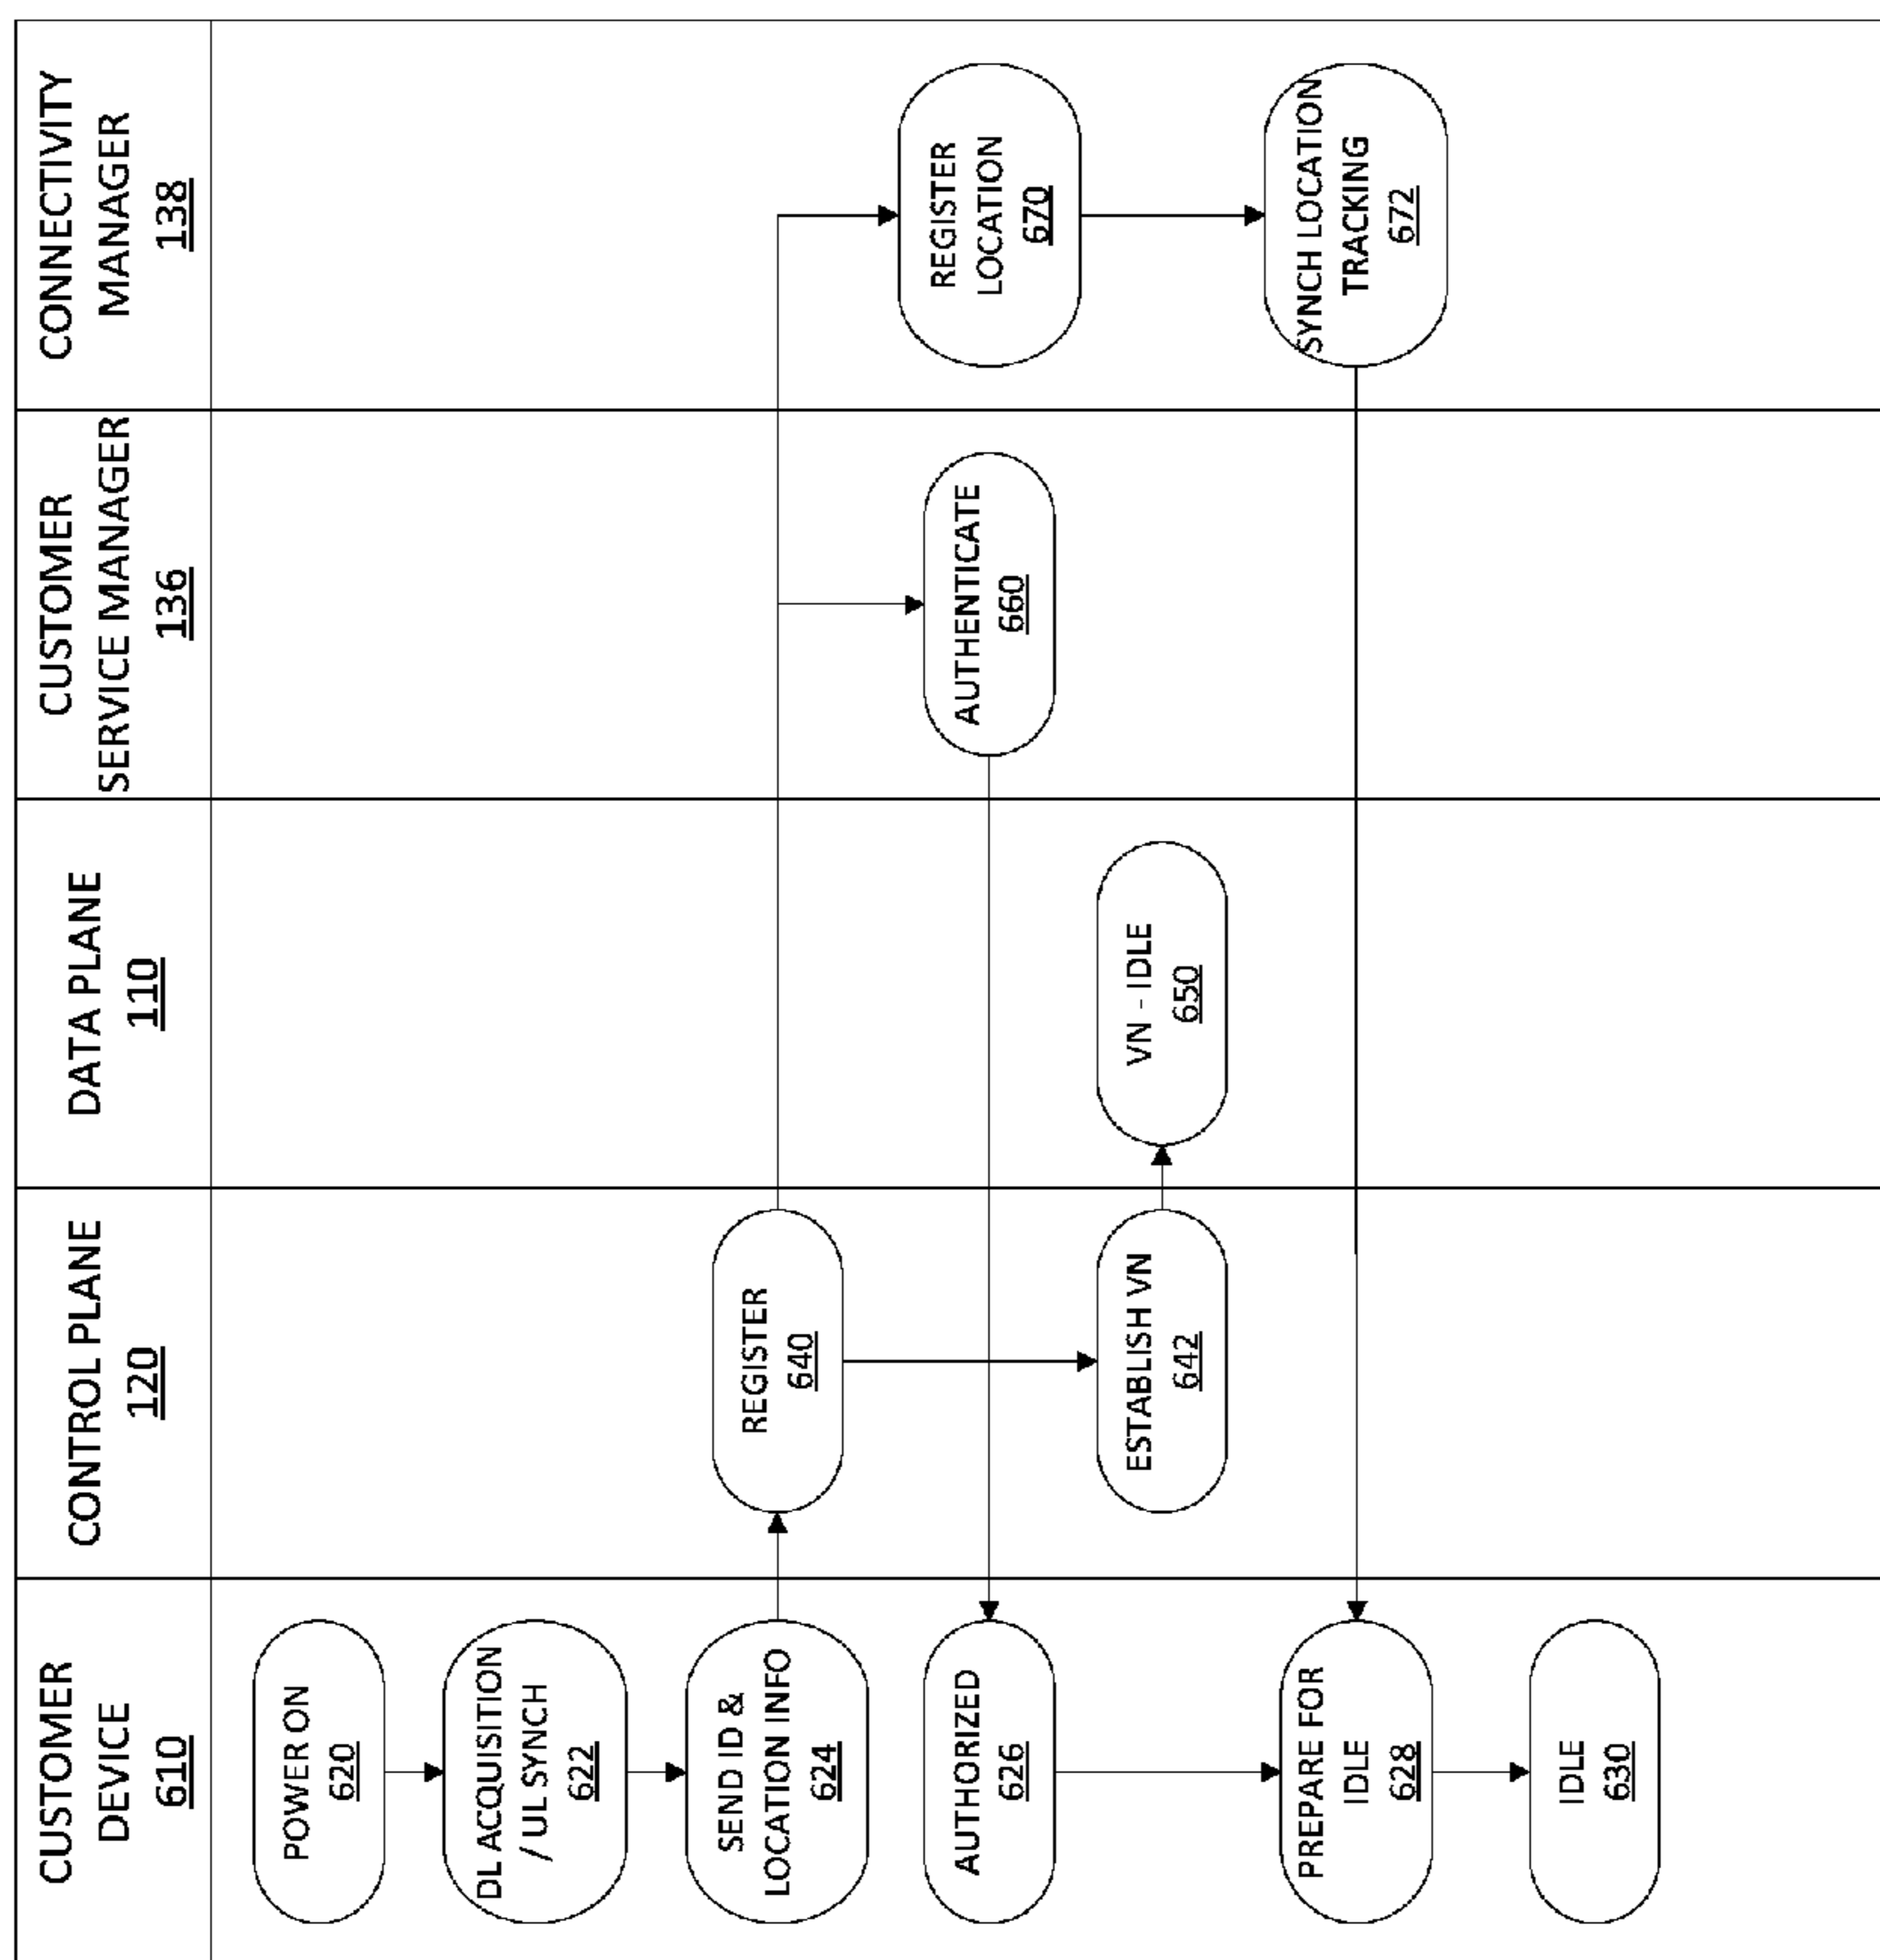 CUSTOMER
DEVICE
610
CONTROL PLANE
120
DATA PLANE
110
CUSTOMER
SERVICE MANAGER
136
CONNECTIVITY
MANAGER
138
POWER ON
620
DL ACQUISITION
/ UL SYNCH
622
SEND ID &
LOCATION INFO
624
REGISTER
640
AUTHORIZED
626
AUTHENTICATE
660
REGISTER
LOCATION
670
ESTABLISH VN
642
VN - IDLE
650
PREPARE FOR
IDLE
628
SYNCH LOCATION
TRACKING
672
IDLE
630